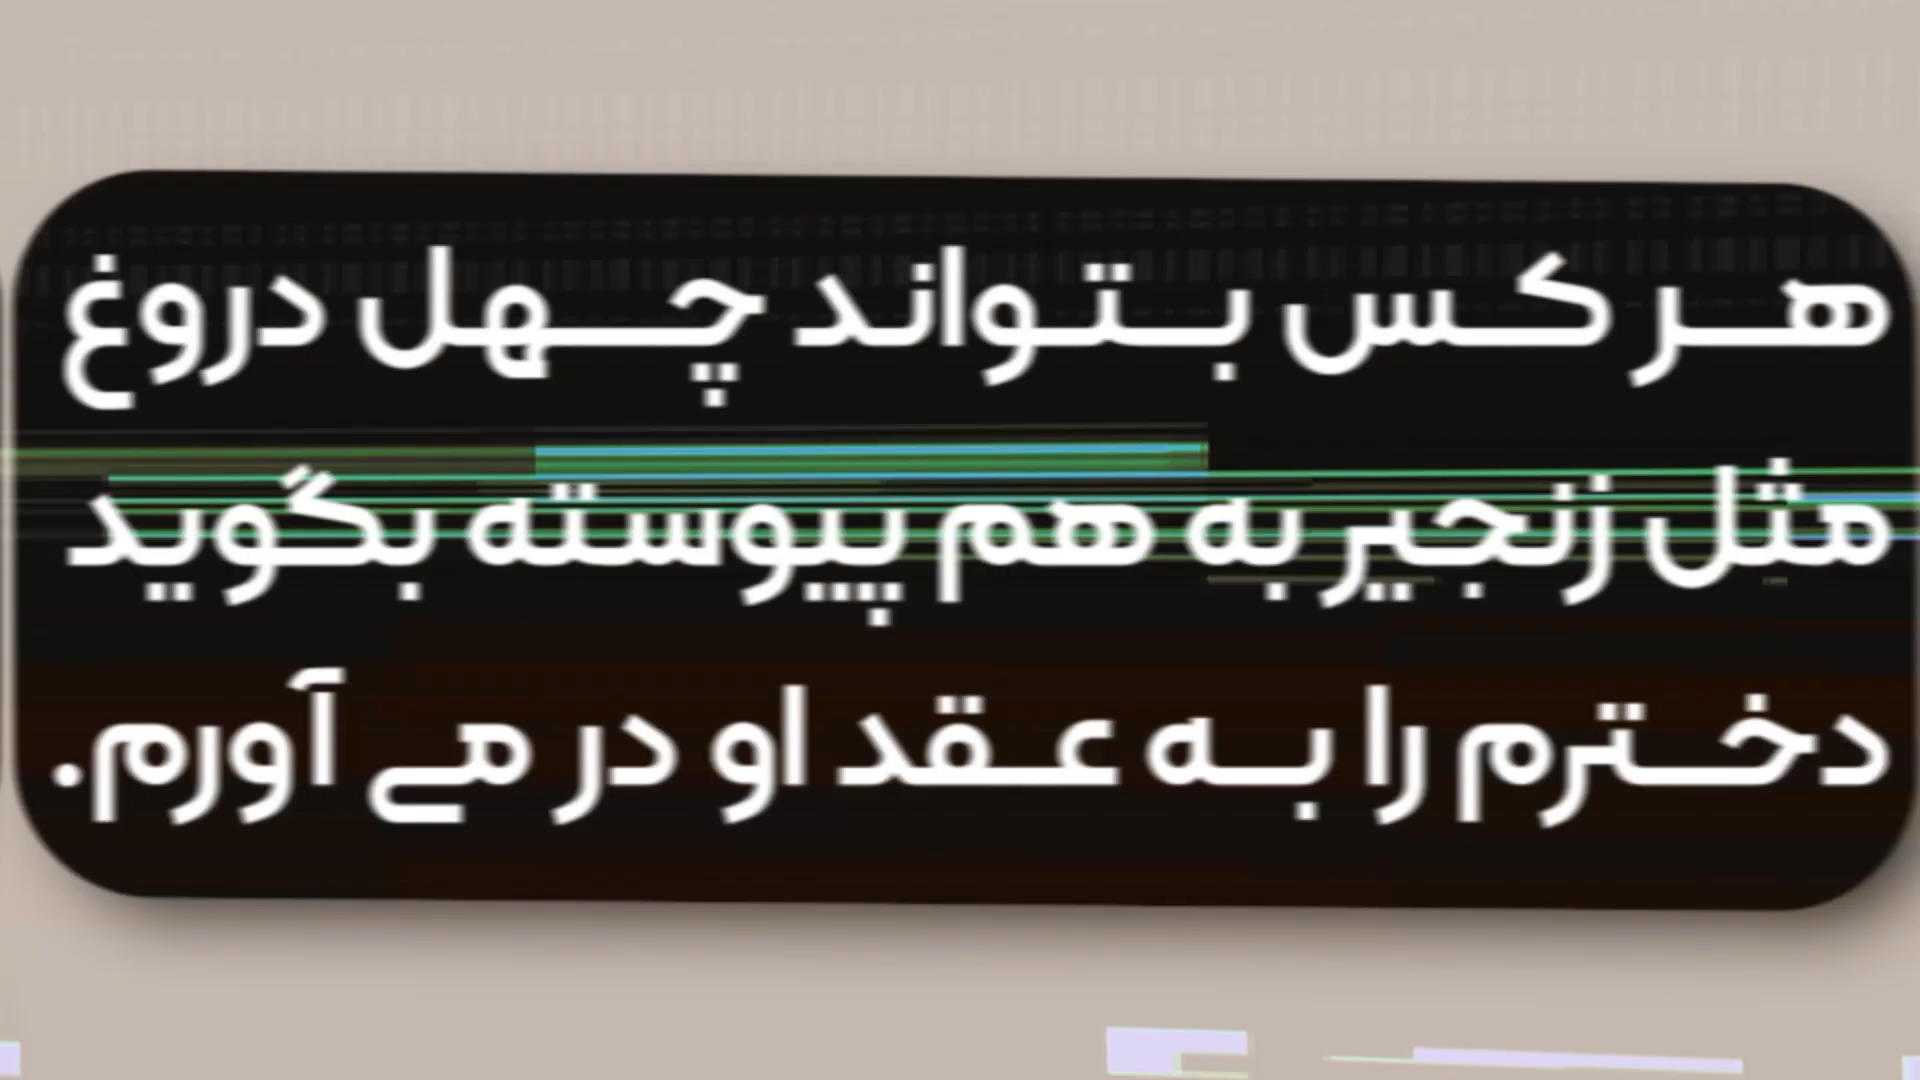 هر کس بتواند چهل دروغ
مثل زنجیر به هم پیوسته بگوید
دخترم را به عقد او در می آورم.